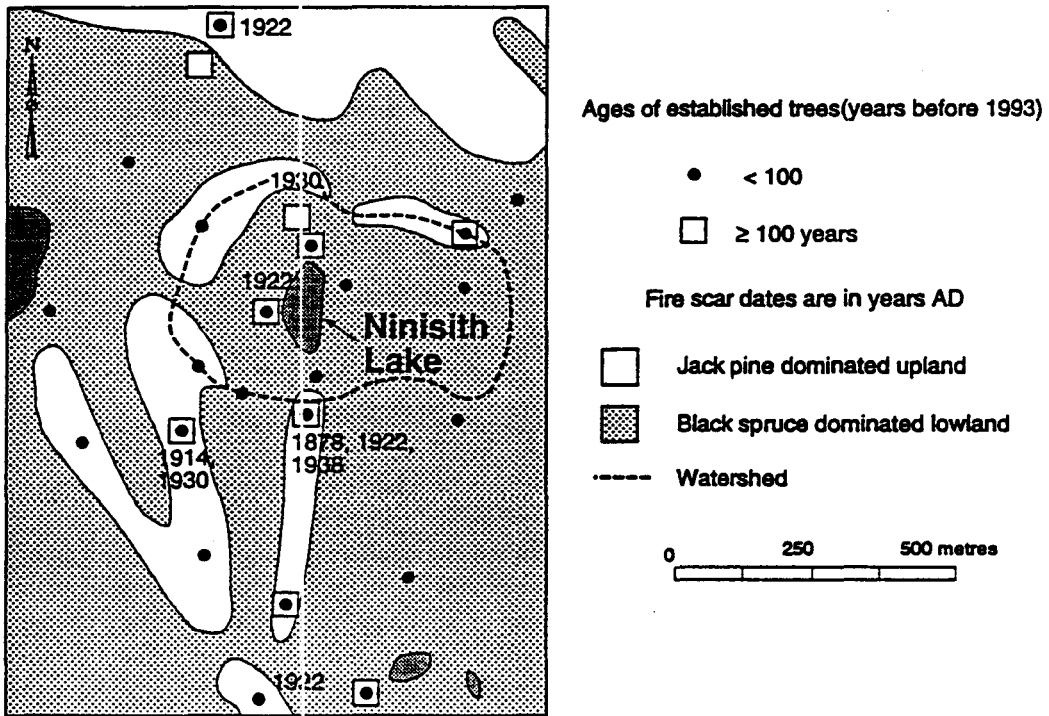 1922
N
1930,
1922
Ninisith
Lake
1878, 1922,
1938
1914,
1930
1922
Ages of established trees(years before 1993)
< 100
≥ 100 years
Fire scar dates are in years AD
Jack pine dominated upland
Black spruce dominated lowland
Watershed
0 250 500 metres